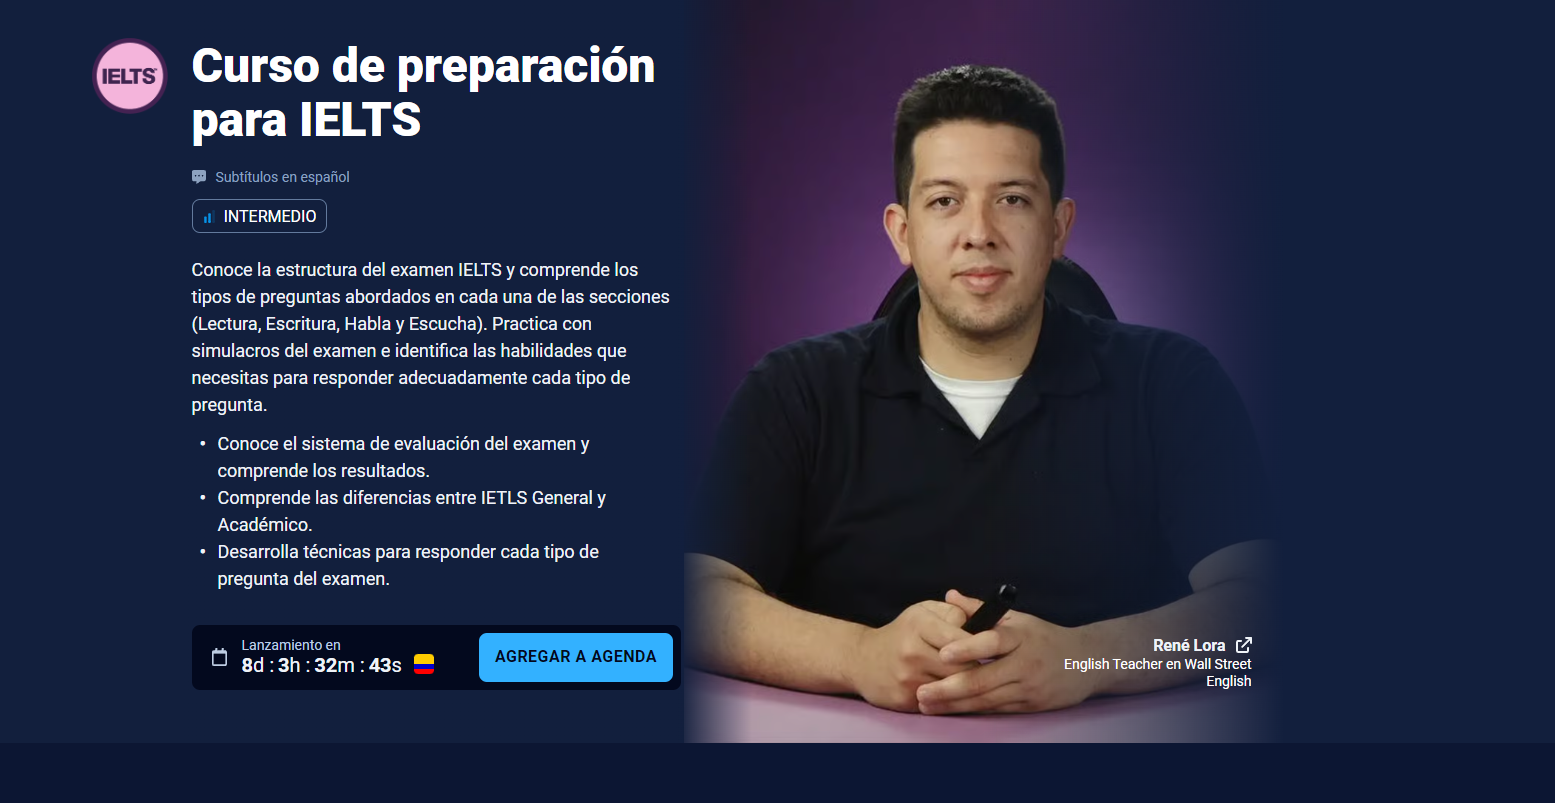 IELTS
Curso de preparación
para IELTS
Subtítulos en español
INTERMEDIO
Conoce la estructura del examen IELTS y comprende los
tipos de preguntas abordados en cada una de las secciones
(Lectura, Escritura, Habla y Escucha). Practica con
simulacros del examen e identifica las habilidades que
necesitas para responder adecuadamente cada tipo de
pregunta.
• Conoce el sistema de evaluación del examen y
comprende los resultados.
• Comprende las diferencias entre IETLS General y
Académico.
• Desarrolla técnicas para responder cada tipo de
pregunta del examen.
Lanzamiento en
8d : 3h : 32m : 43s
AGREGAR A AGENDA
René Lora
English Teacher en Wall Street
English